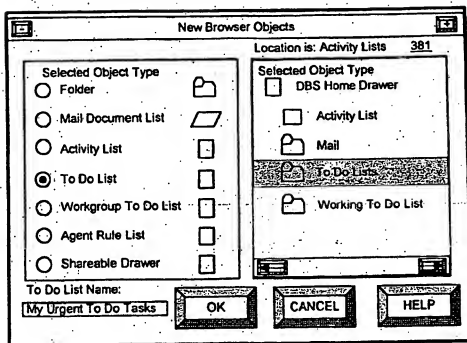 New Browser Objects
Location is: Activity Lists 381
Selected Object Type
Folder
Mail Document List
Activity List
To Do List
Workgroup To Do List
Agent Rule List
Shareable Drawer
Selected Object Type
DBS Home Drawer
Activity List
Mail
To Do Lists
Working To Do List
To Do List Name:
My Urgent To Do Tasks
OK
CANCEL
HELP